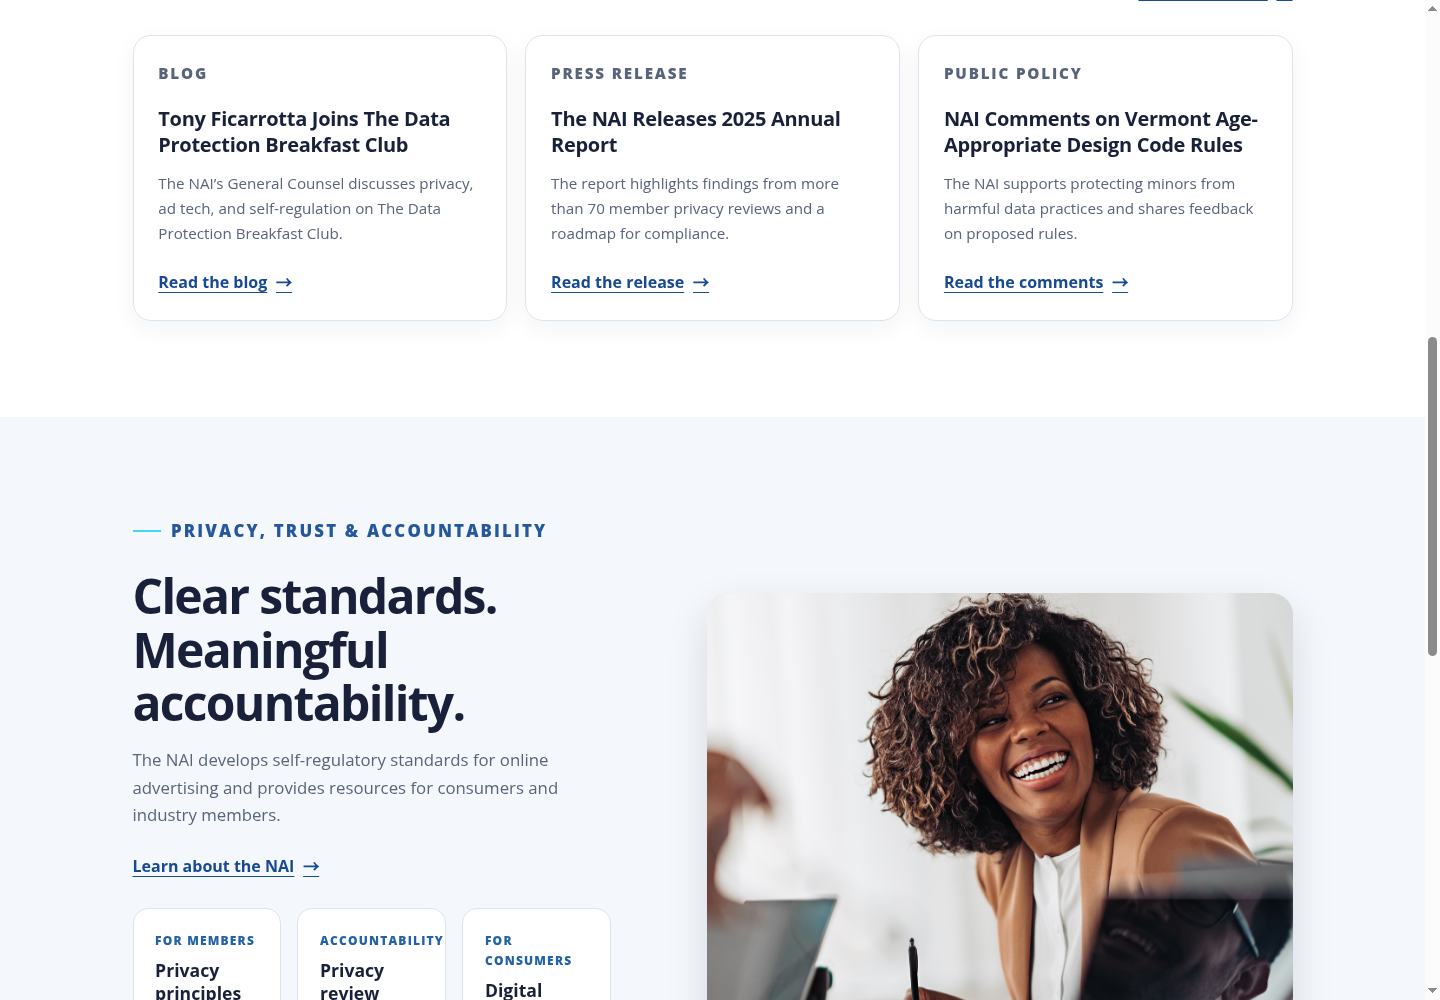 BLOG
Tony Ficarrotta Joins The Data
Protection Breakfast Club
The NAI’s General Counsel discusses privacy,
ad tech, and self-regulation on The Data
Protection Breakfast Club.
Read the blog →
PRESS RELEASE
The NAI Releases 2025 Annual
Report
The report highlights findings from more
than 70 member privacy reviews and a
roadmap for compliance.
Read the release →
PUBLIC POLICY
NAI Comments on Vermont Age-
Appropriate Design Code Rules
The NAI supports protecting minors from
harmful data practices and shares feedback
on proposed rules.
Read the comments →
PRIVACY, TRUST & ACCOUNTABILITY
Clear standards.
Meaningful
accountability.
The NAI develops self-regulatory standards for online
advertising and provides resources for consumers and
industry members.
Learn about the NAI →
FOR MEMBERS
Privacy
principles
ACCOUNTABILITY
Privacy
review
FOR
CONSUMERS
Digital